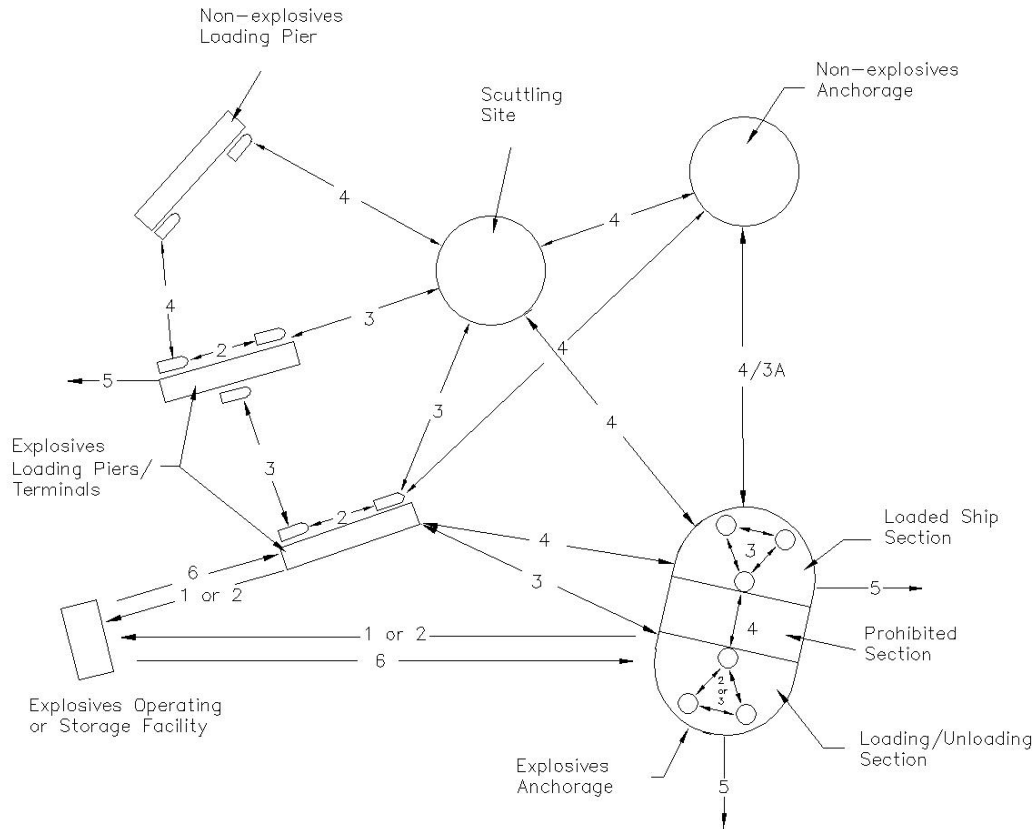 Non-explosives
Loading Pier
Non-explosives
Anchorage
Scuttling
Site
4
4
4
3
2
5
4
4/3A
4
3
Explosives
Loading Piers/
Terminals
3
2
4
3
Loaded Ship
Section
3
5
6
1 or 2
1 or 2
6
4
Prohibited
Section
2
or
3
Explosives Operating
or Storage Facility
Loading/Unloading
Section
Explosives
Anchorage
5